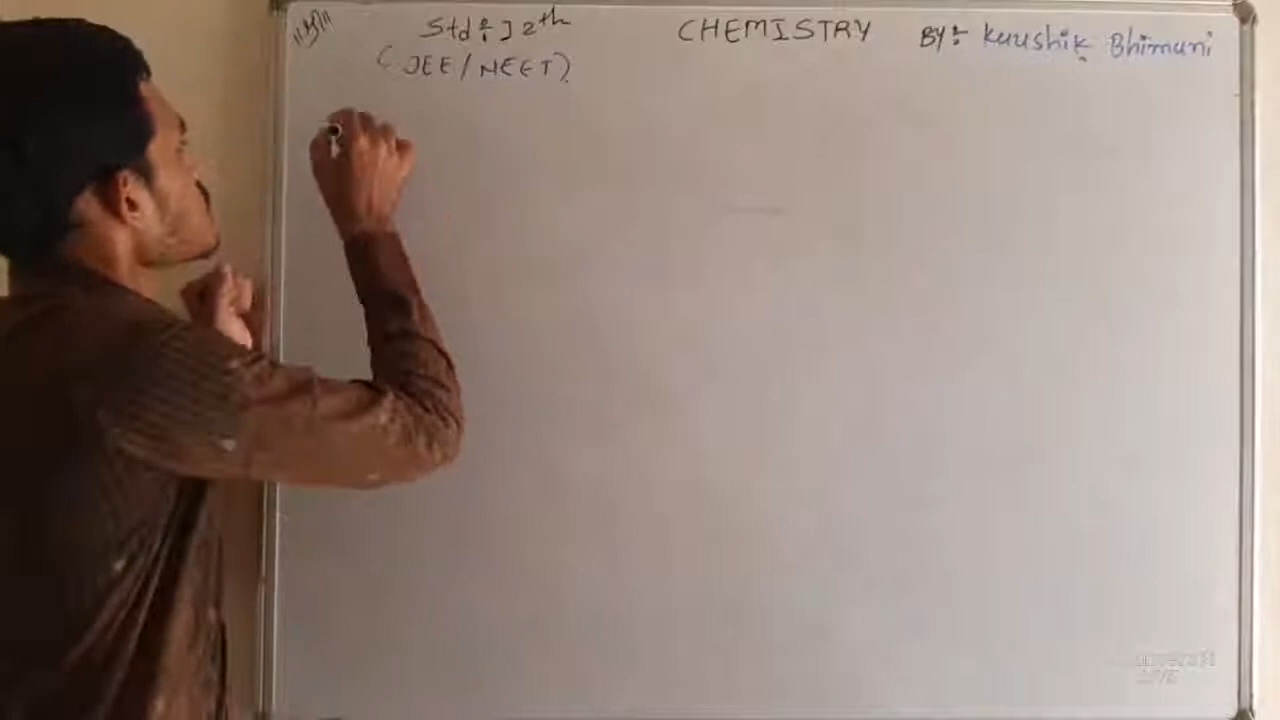 Std : 12th
CHEMISTRY
BY:- Kaushik Bhimani
(JEE/NEET)